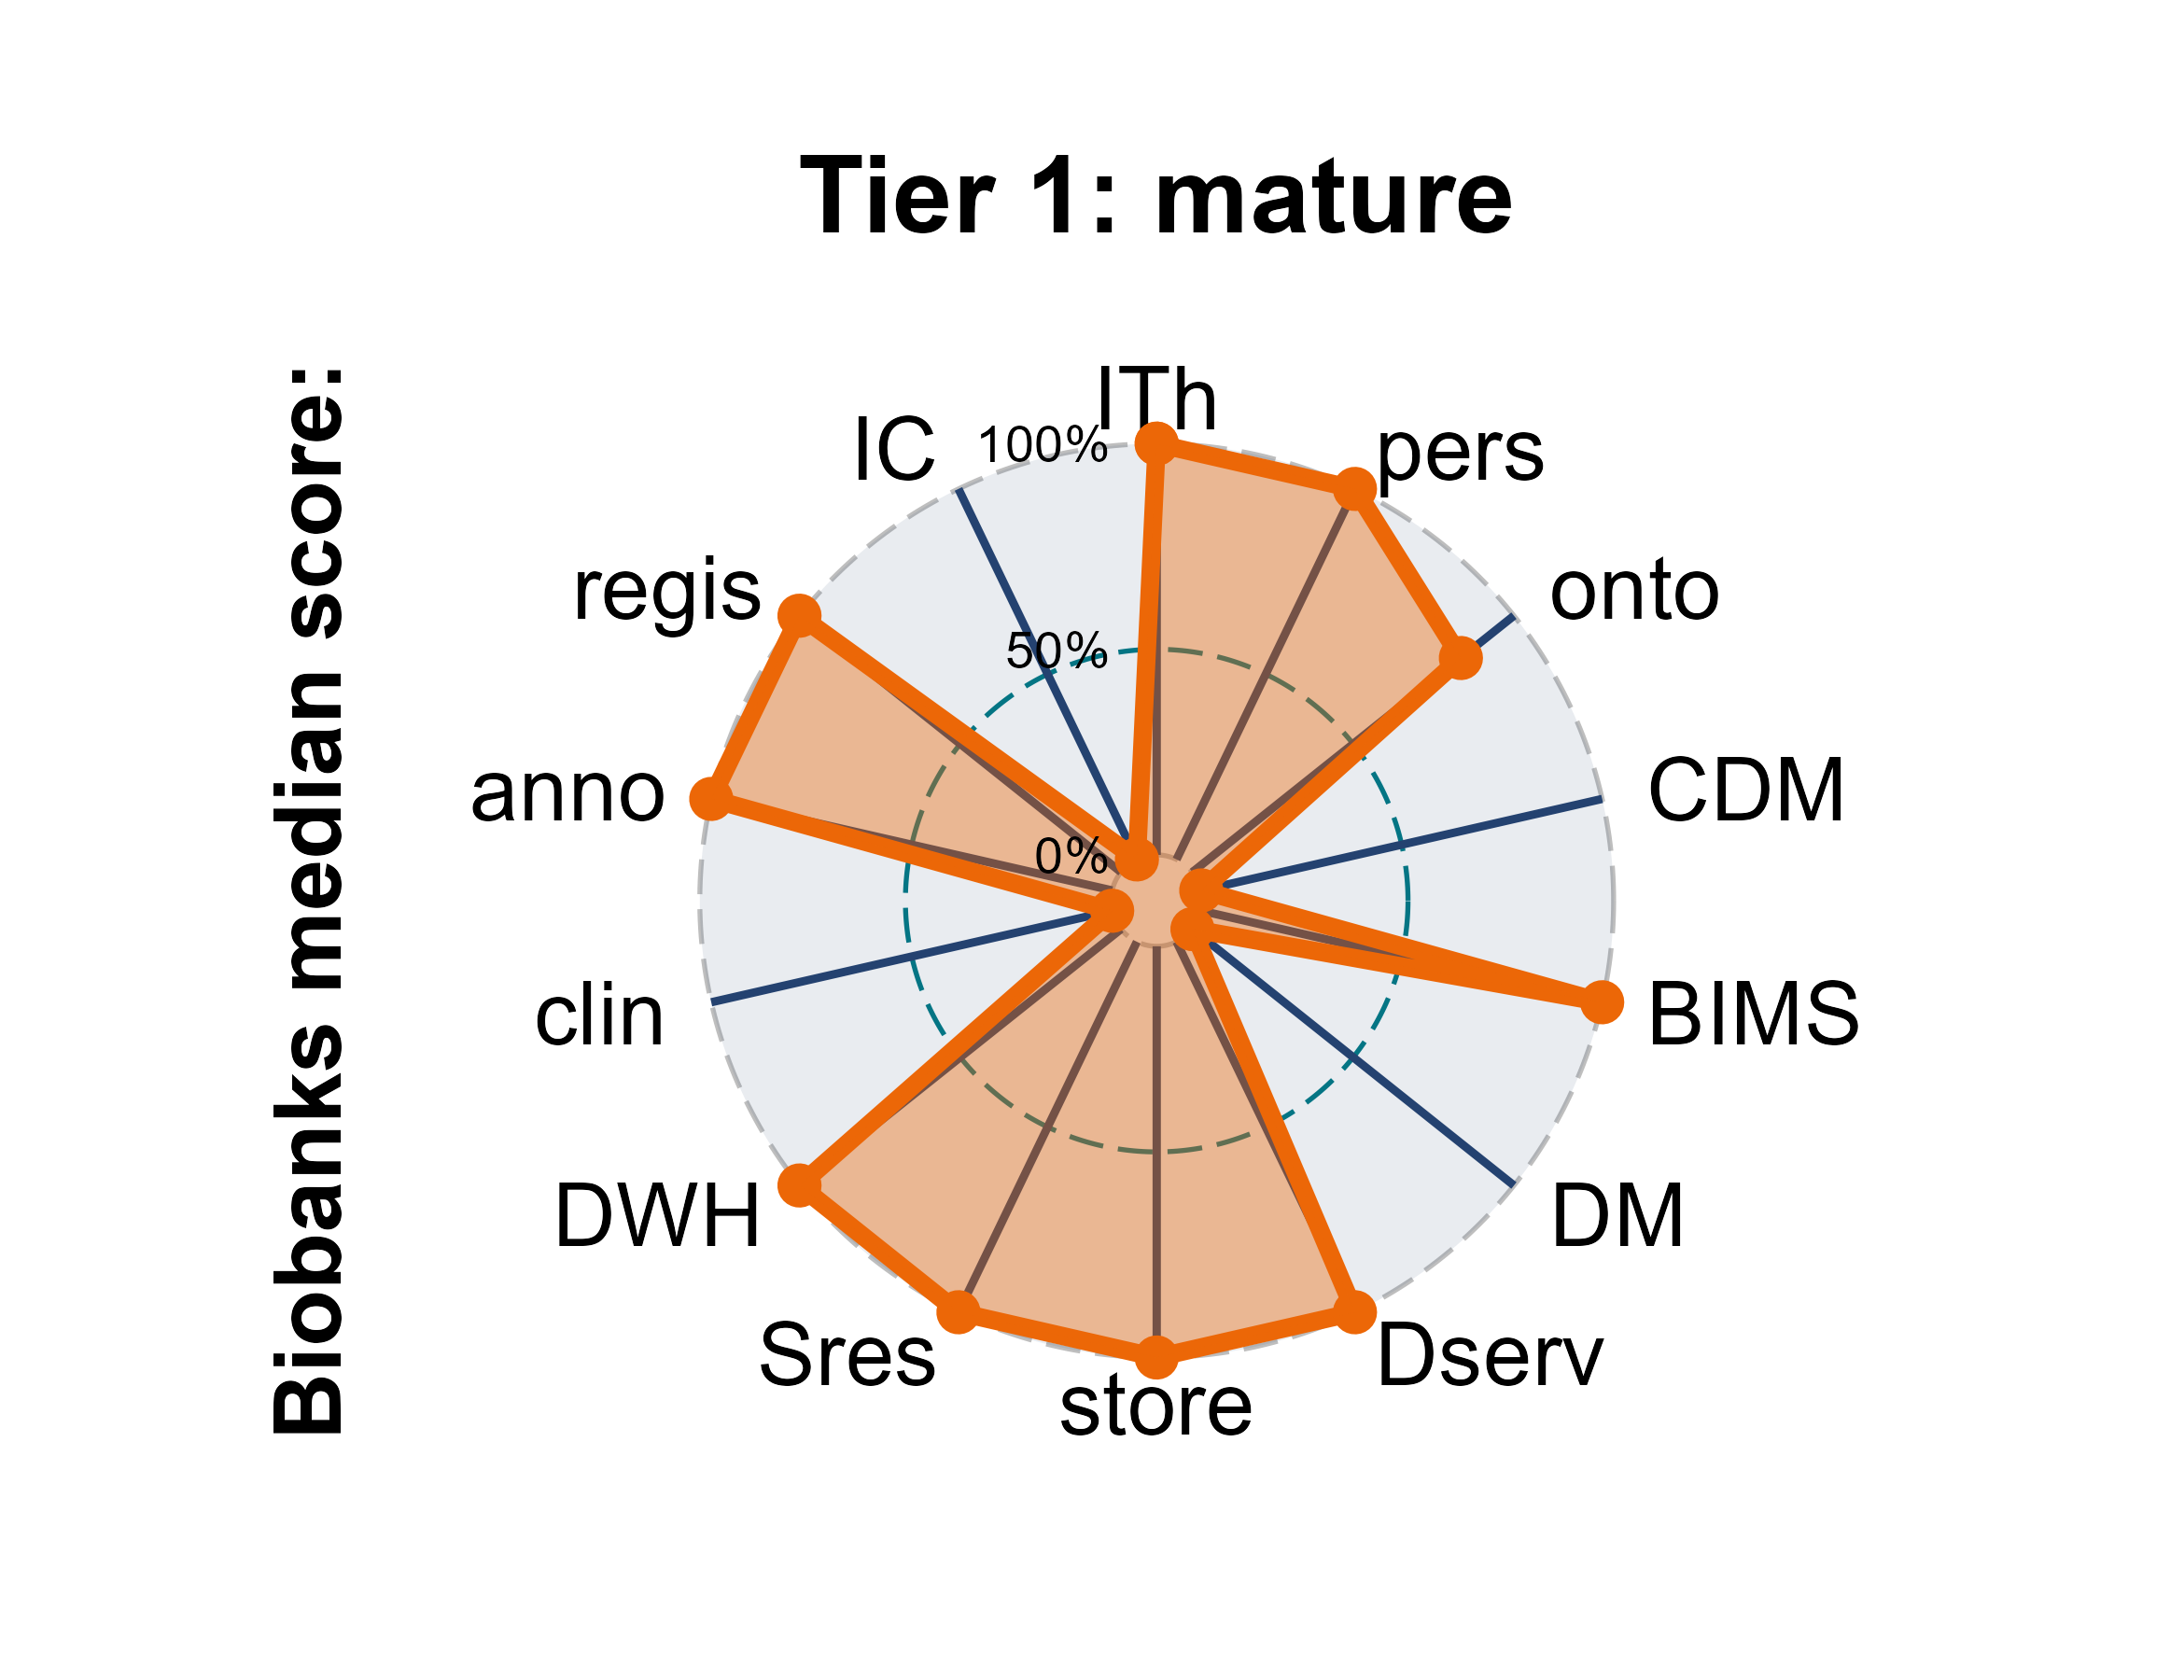 Tier 1: mature
Biobanks median score:
ITh
pers
onto
CDM
BIMS
DM
Dserv
store
Sres
DWH
clin
anno
regis
IC
100%
50%
0%